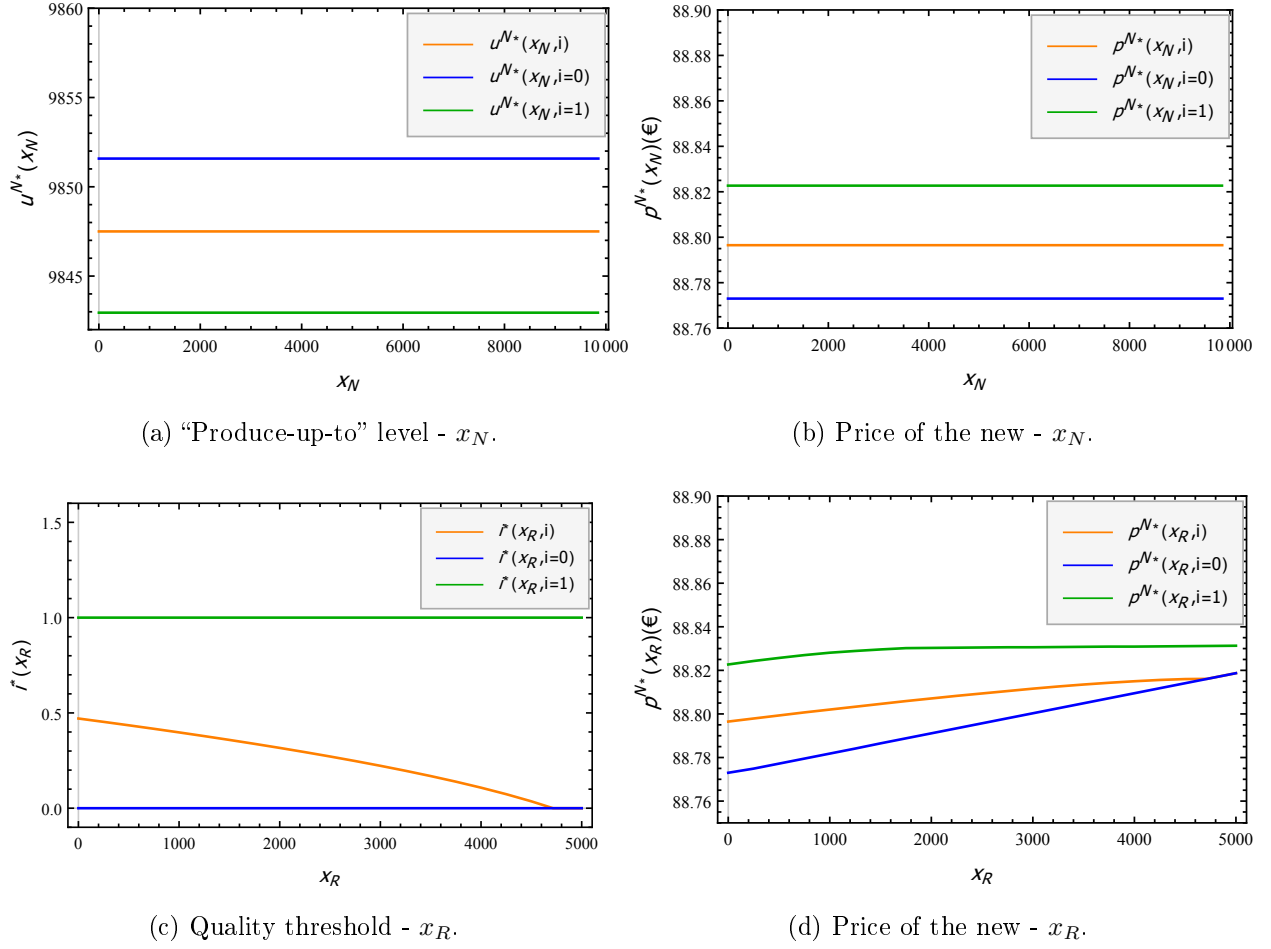 9860
9855
9850
9845
u^{N*}(x_N)
u^{N*}(x_N,i)
u^{N*}(x_N,i=0)
u^{N*}(x_N,i=1)
0 2000 4000 6000 8000 10000
x_N
(a) “Produce-up-to” level - x_N.
88.90
88.88
88.86
88.84
88.82
88.80
88.78
88.76
p^{N*}(x_N)(€)
p^{N*}(x_N,i)
p^{N*}(x_N,i=0)
p^{N*}(x_N,i=1)
0 2000 4000 6000 8000 10000
x_N
(b) Price of the new - x_N.
1.5
1.0
0.5
0.0
i^*(x_R)
i^*(x_R,i)
i^*(x_R,i=0)
i^*(x_R,i=1)
0 1000 2000 3000 4000 5000
x_R
(c) Quality threshold - x_R.
88.90
88.88
88.86
88.84
88.82
88.80
88.78
88.76
p^{N*}(x_R)(€)
p^{N*}(x_R,i)
p^{N*}(x_R,i=0)
p^{N*}(x_R,i=1)
0 1000 2000 3000 4000 5000
x_R
(d) Price of the new - x_R.